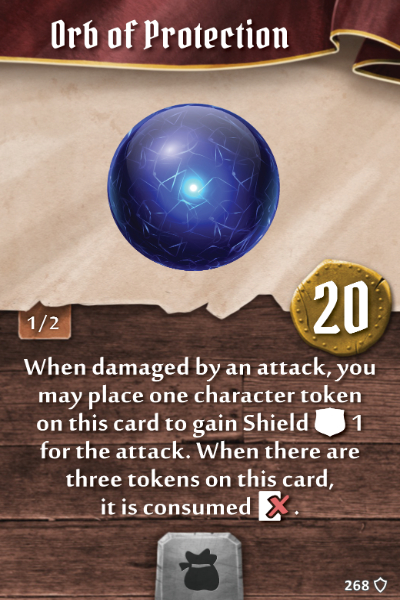 Orb of Protection
20
1/2
When damaged by an attack, you
may place one character token
on this card to gain Shield 1
for the attack. When there are
three tokens on this card,
it is consumed .
268